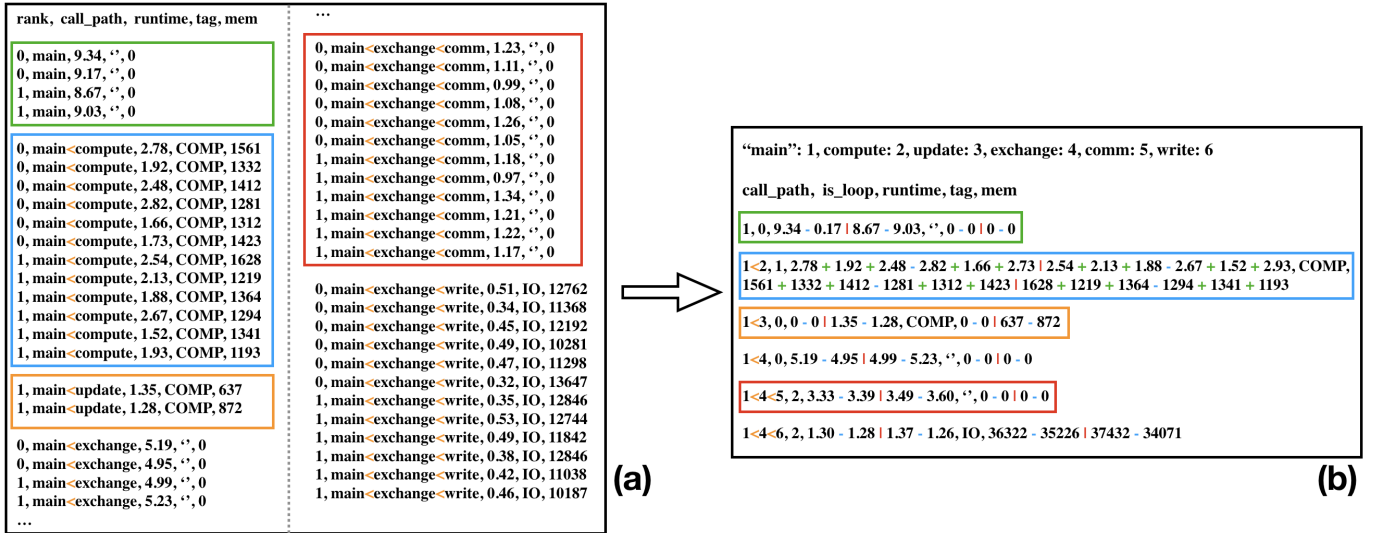 rank, call_path, runtime, tag, mem
0, main, 9.34, ‘’, 0
0, main, 9.17, ‘’, 0
1, main, 8.67, ‘’, 0
1, main, 9.03, ‘’, 0
0, main<compute, 2.78, COMP, 1561
0, main<compute, 1.92, COMP, 1332
0, main<compute, 2.48, COMP, 1412
0, main<compute, 2.82, COMP, 1281
0, main<compute, 1.66, COMP, 1312
0, main<compute, 1.73, COMP, 1423
1, main<compute, 2.54, COMP, 1628
1, main<compute, 2.13, COMP, 1219
1, main<compute, 1.88, COMP, 1364
1, main<compute, 2.67, COMP, 1294
1, main<compute, 1.52, COMP, 1341
1, main<compute, 1.93, COMP, 1193
1, main<update, 1.35, COMP, 637
1, main<update, 1.28, COMP, 872
0, main<exchange, 5.19, ‘’, 0
0, main<exchange, 4.95, ‘’, 0
1, main<exchange, 4.99, ‘’, 0
1, main<exchange, 5.23, ‘’, 0
...
...
0, main<exchange<comm, 1.23, ‘’, 0
0, main<exchange<comm, 1.11, ‘’, 0
0, main<exchange<comm, 0.99, ‘’, 0
0, main<exchange<comm, 1.08, ‘’, 0
0, main<exchange<comm, 1.26, ‘’, 0
0, main<exchange<comm, 1.05, ‘’, 0
1, main<exchange<comm, 1.18, ‘’, 0
1, main<exchange<comm, 0.97, ‘’, 0
1, main<exchange<comm, 1.34, ‘’, 0
1, main<exchange<comm, 1.21, ‘’, 0
1, main<exchange<comm, 1.22, ‘’, 0
1, main<exchange<comm, 1.17, ‘’, 0
0, main<exchange<write, 0.51, IO, 12762
0, main<exchange<write, 0.34, IO, 11368
0, main<exchange<write, 0.45, IO, 12192
0, main<exchange<write, 0.49, IO, 10281
0, main<exchange<write, 0.47, IO, 11298
0, main<exchange<write, 0.32, IO, 13647
1, main<exchange<write, 0.35, IO, 12846
1, main<exchange<write, 0.53, IO, 12744
1, main<exchange<write, 0.49, IO, 11842
1, main<exchange<write, 0.38, IO, 12846
1, main<exchange<write, 0.42, IO, 11038
1, main<exchange<write, 0.46, IO, 10187
(a)
“main”: 1, compute: 2, update: 3, exchange: 4, comm: 5, write: 6
call_path, is_loop, runtime, tag, mem
1, 0, 9.34 - 0.17 | 8.67 - 9.03, ‘’, 0 - 0 | 0 - 0
1<2, 1, 2.78 + 1.92 + 2.48 - 2.82 + 1.66 + 2.73 | 2.54 + 2.13 + 1.88 - 2.67 + 1.52 + 2.93, COMP,
1561 + 1332 + 1412 - 1281 + 1312 + 1423 | 1628 + 1219 + 1364 - 1294 + 1341 + 1193
1<3, 0, 0 - 0 | 1.35 - 1.28, COMP, 0 - 0 | 637 - 872
1<4, 0, 5.19 - 4.95 | 4.99 - 5.23, ‘’, 0 - 0 | 0 - 0
1<4<5, 2, 3.33 - 3.39 | 3.49 - 3.60, ‘’, 0 - 0 | 0 - 0
1<4<6, 2, 1.30 - 1.28 | 1.37 - 1.26, IO, 36322 - 35226 | 37432 - 34071
(b)